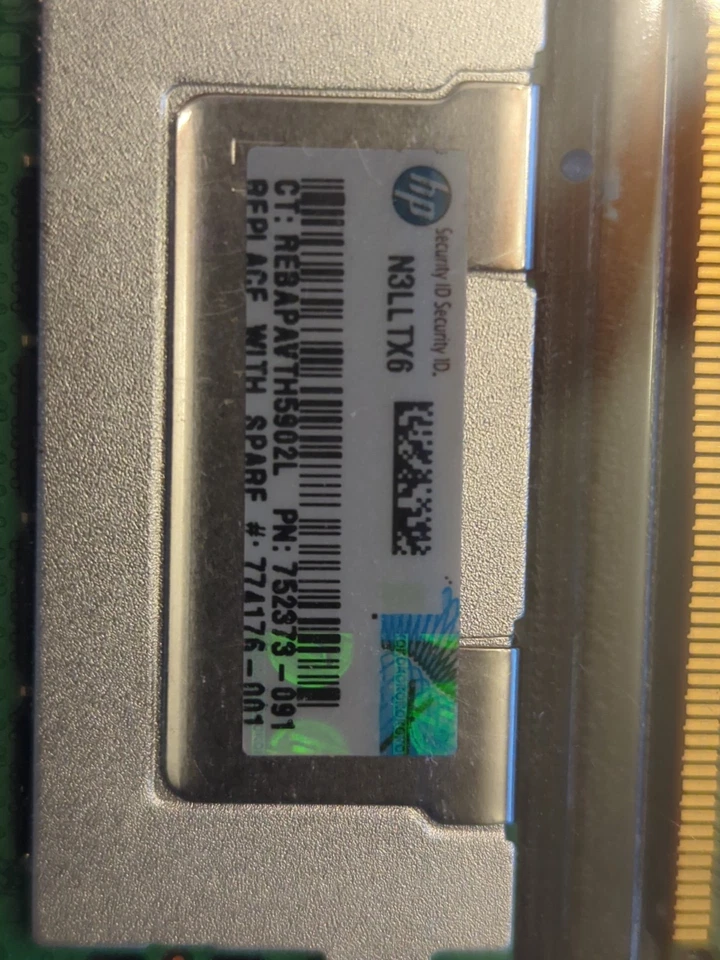 hp
Security ID Security ID.
N3LLTX6
CT: REBAPAVTH5902L PN: 752373-091
REPLACE WITH SPARE #: 774176-001